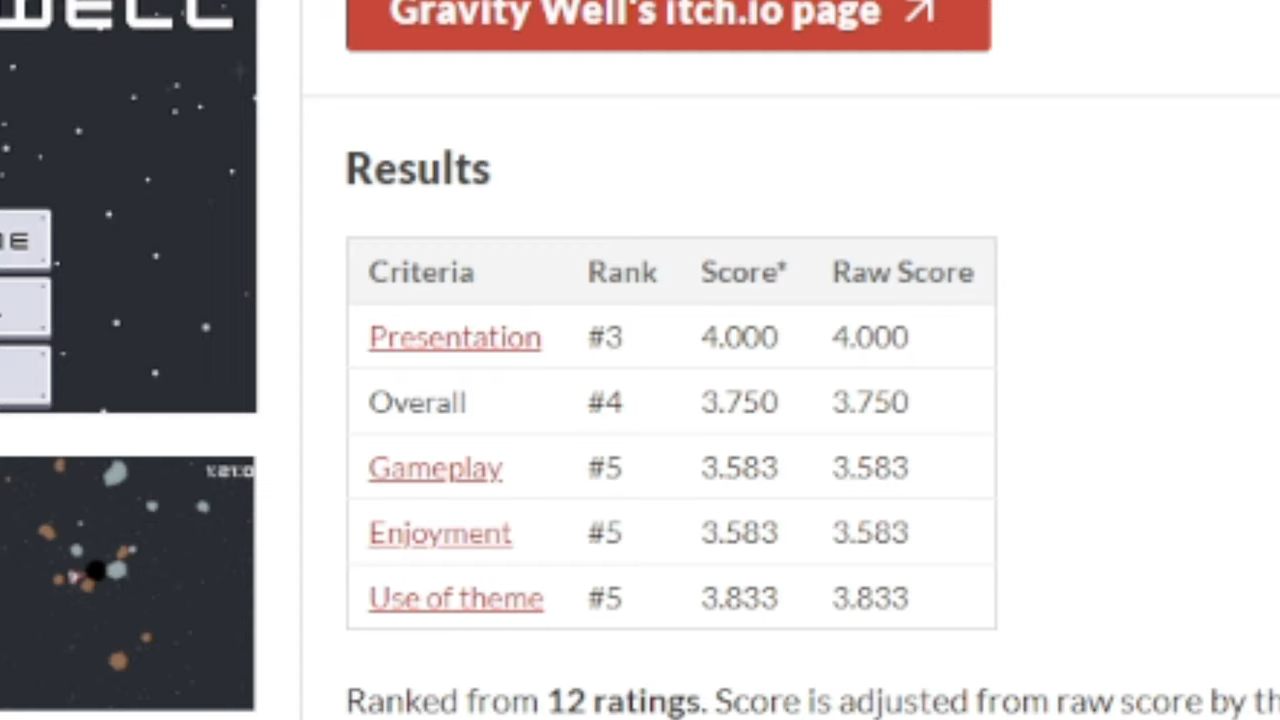 WELL
Gravity Well's itch.io page
Results
Criteria Rank Score* Raw Score
Presentation #3 4.000 4.000
Overall #4 3.750 3.750
Gameplay #5 3.583 3.583
Enjoyment #5 3.583 3.583
Use of theme #5 3.833 3.833
Ranked from 12 ratings. Score is adjusted from raw score by th